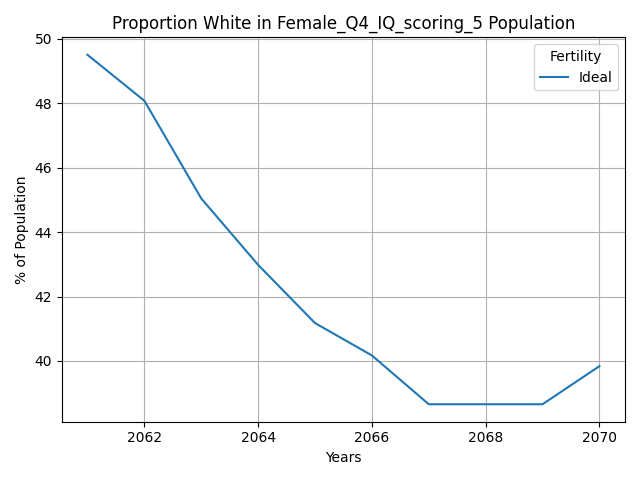 Proportion White in Female_Q4_IQ_scoring_5 Population
50
48
46
44
42
40
% of Population
Fertility
Ideal
2062 2064 2066 2068 2070
Years